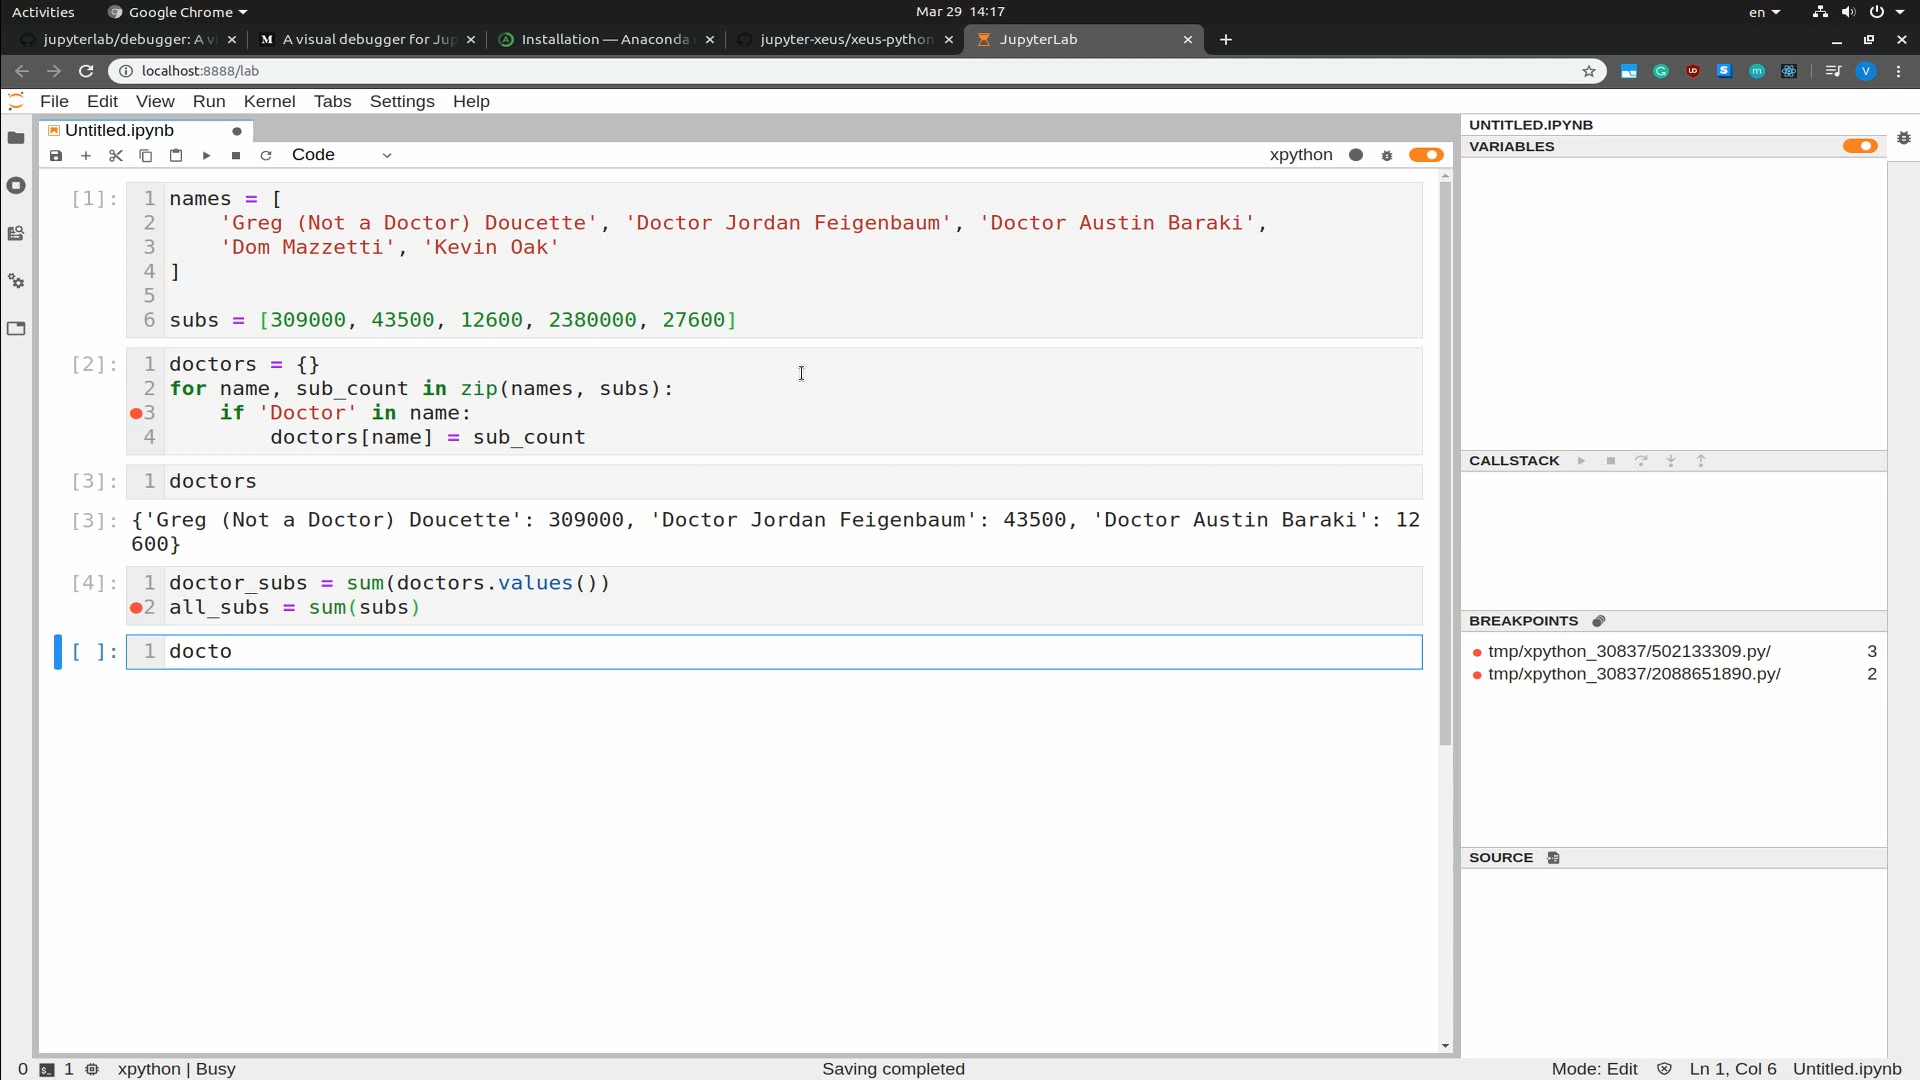 Activities Google Chrome Mar 29 14:17 en
jupyterlab/debugger: A vi M A visual debugger for Jup Installation — Anaconda jupyter-xeus/xeus-python JupyterLab
localhost:8888/lab
File Edit View Run Kernel Tabs Settings Help
Untitled.ipynb
Code xpython
[1]: 1 names = [
2 'Greg (Not a Doctor) Doucette', 'Doctor Jordan Feigenbaum', 'Doctor Austin Baraki',
3 'Dom Mazzetti', 'Kevin Oak'
4 ]
5
6 subs = [309000, 43500, 12600, 2380000, 27600]
[2]: 1 doctors = {}
2 for name, sub_count in zip(names, subs):
3 if 'Doctor' in name:
4 doctors[name] = sub_count
[3]: 1 doctors
[3]: {'Greg (Not a Doctor) Doucette': 309000, 'Doctor Jordan Feigenbaum': 43500, 'Doctor Austin Baraki': 12
600}
[4]: 1 doctor_subs = sum(doctors.values())
2 all_subs = sum(subs)
[ ]: 1 docto
UNTITLED.IPYNB
VARIABLES
CALLSTACK
BREAKPOINTS
tmp/xpython_30837/502133309.py/ 3
tmp/xpython_30837/2088651890.py/ 2
SOURCE
0 1 xpython | Busy Saving completed Mode: Edit Ln 1, Col 6 Untitled.ipynb